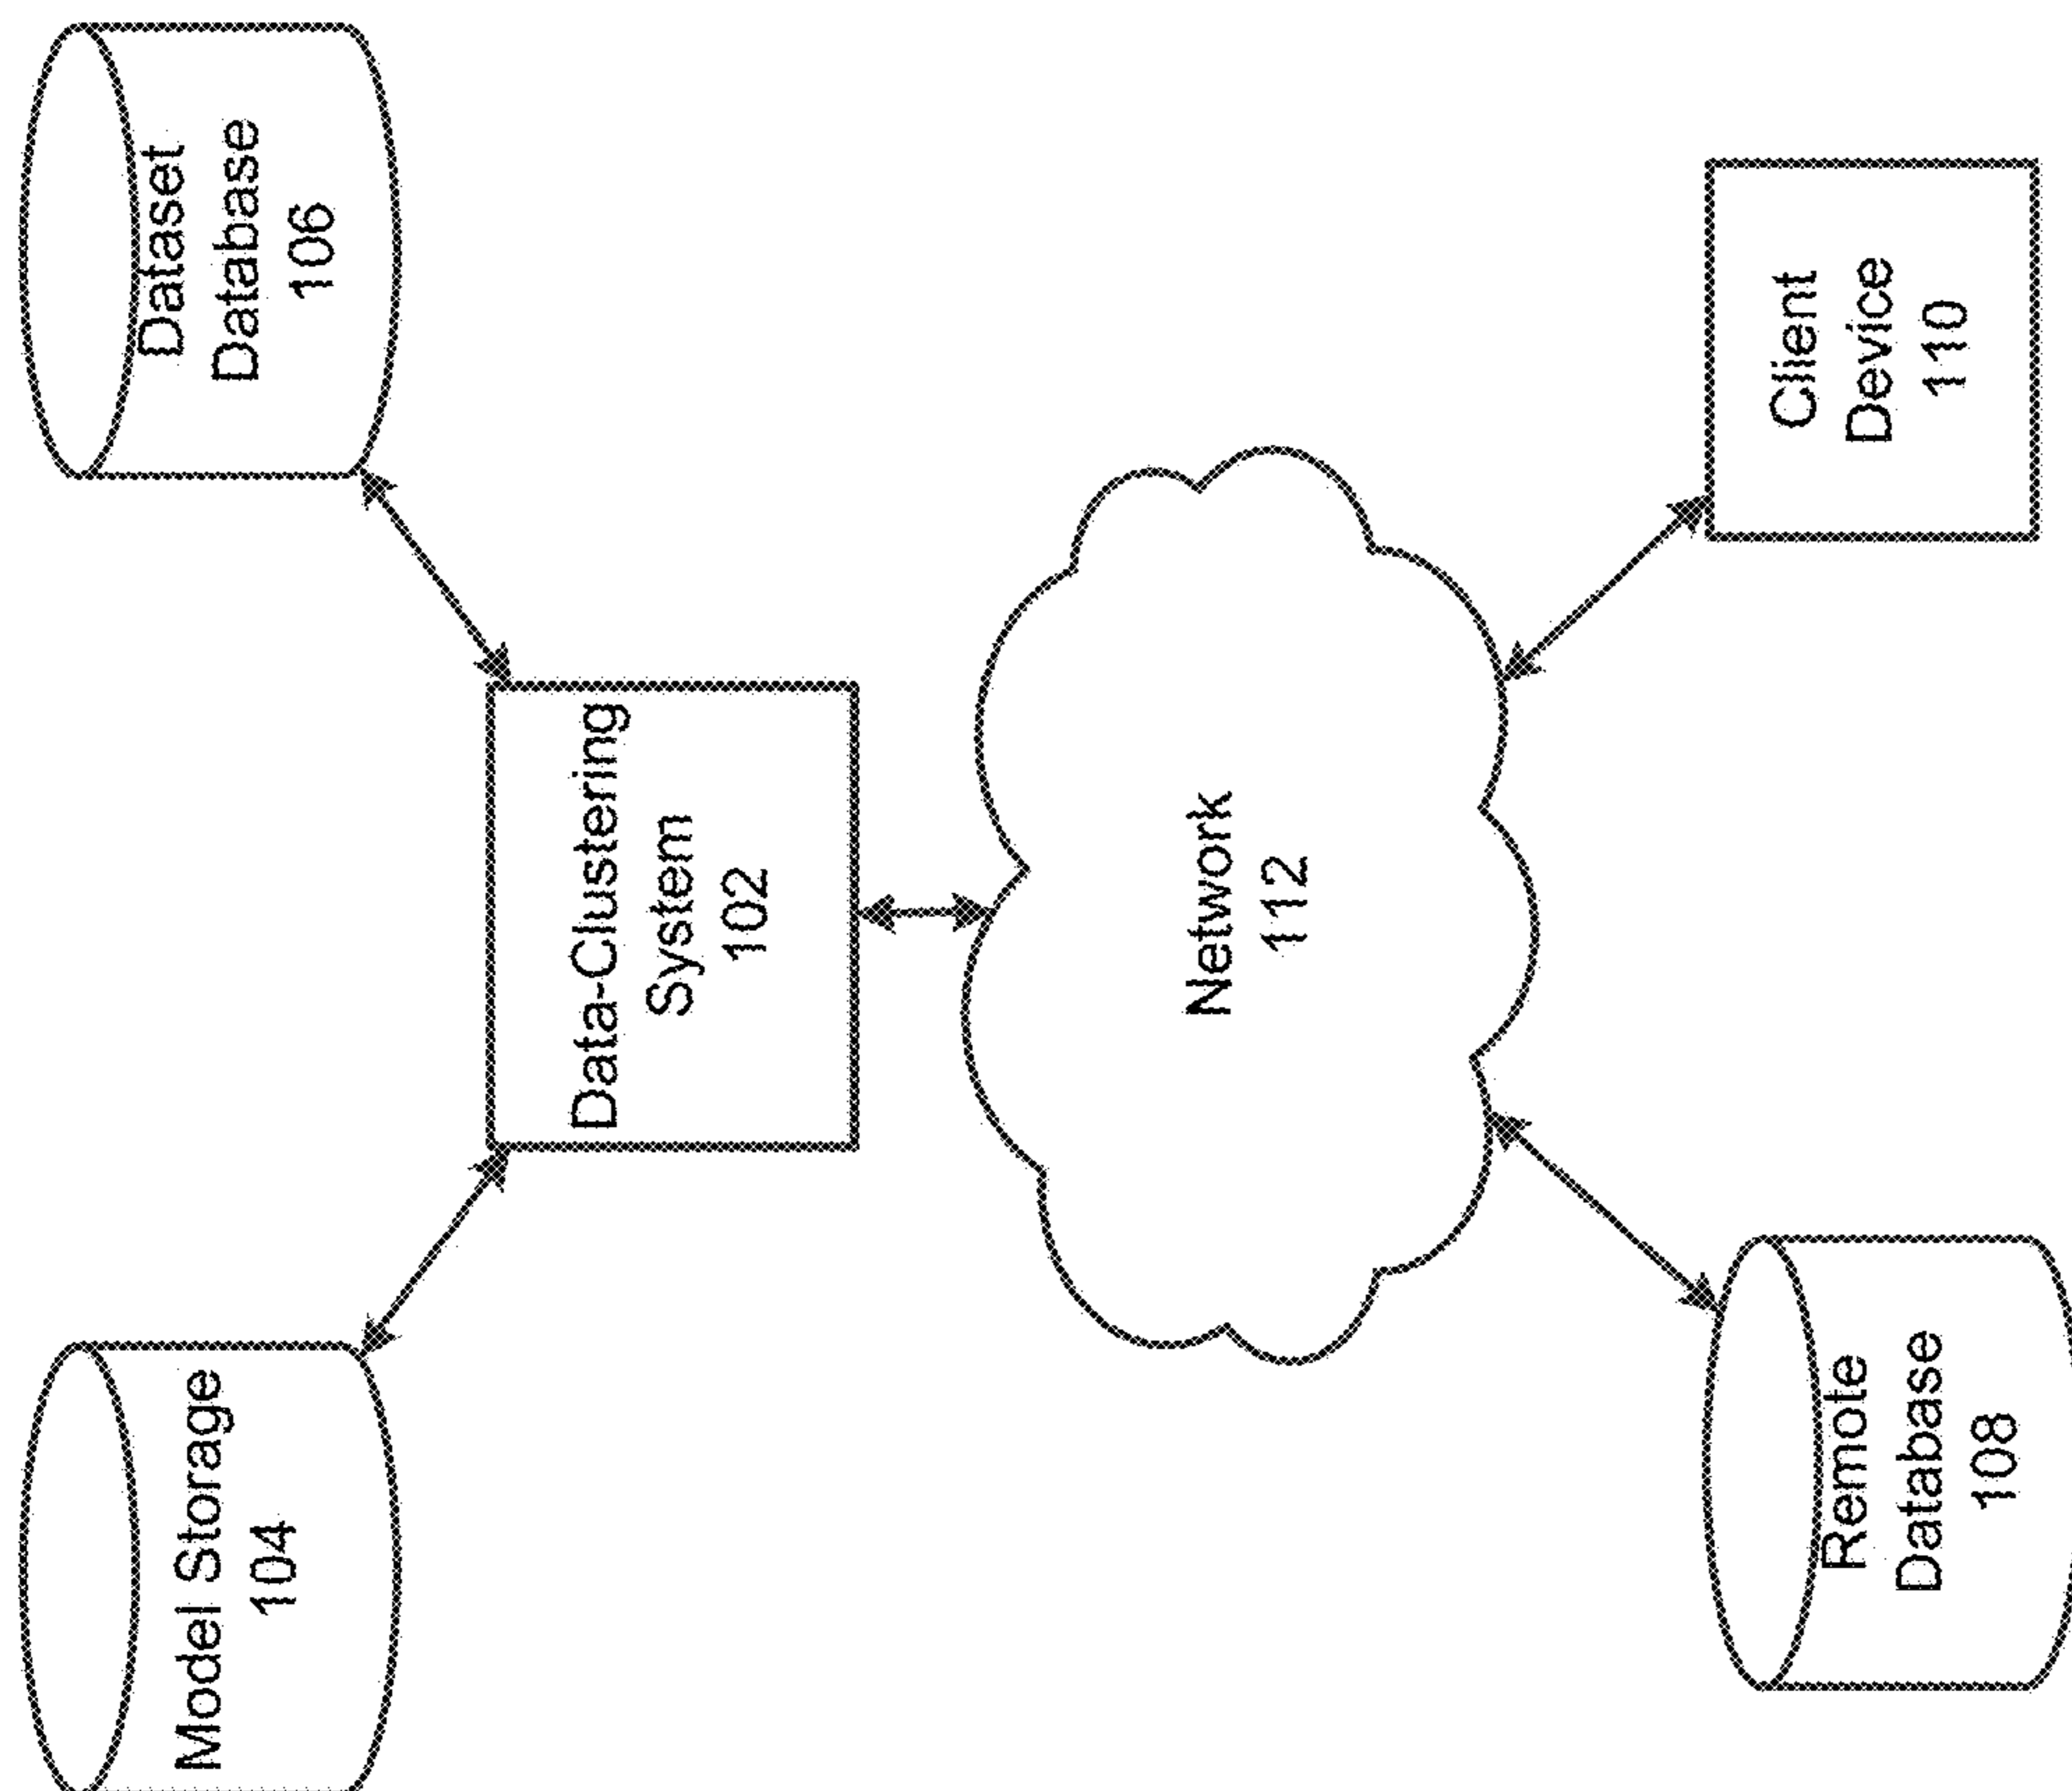 Model Storage
104
Dataset
Database
106
Data-Clustering
System
102
Network
112
Remote
Database
108
Client
Device
110